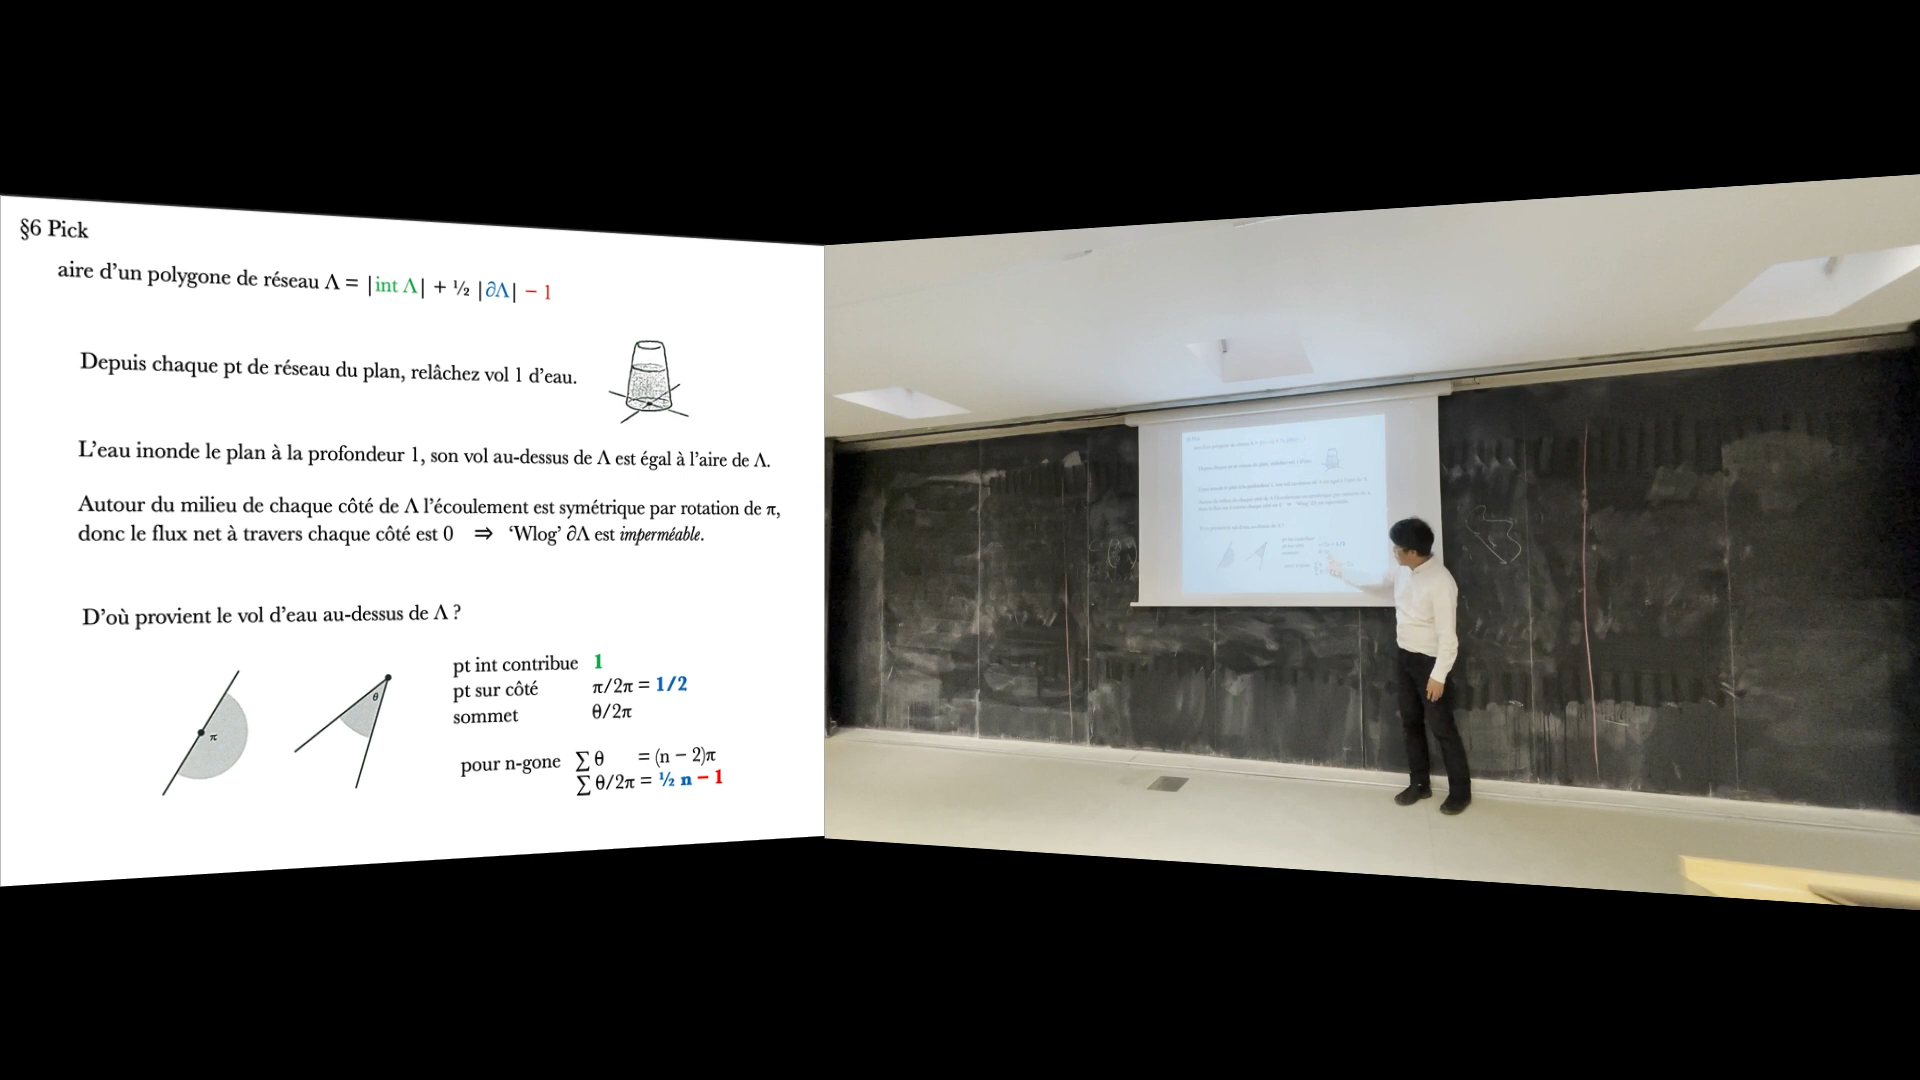 §6 Pick
aire d'un polygone de réseau Λ = |int Λ| + ½ |∂Λ| − 1
Depuis chaque pt de réseau du plan, relâchez vol 1 d'eau.
L'eau inonde le plan à la profondeur 1, son vol au-dessus de Λ est égal à l'aire de Λ.
Autour du milieu de chaque côté de Λ l'écoulement est symétrique par rotation de π,
donc le flux net à travers chaque côté est 0 ⇒ ‘Wlog’ ∂Λ est imperméable.
D'où provient le vol d'eau au-dessus de Λ ?
π
θ
pt int contribue 1
pt sur côté π/2π = 1/2
sommet θ/2π
pour n-gone ∑ θ = (n − 2)π
∑ θ/2π = ½ n − 1